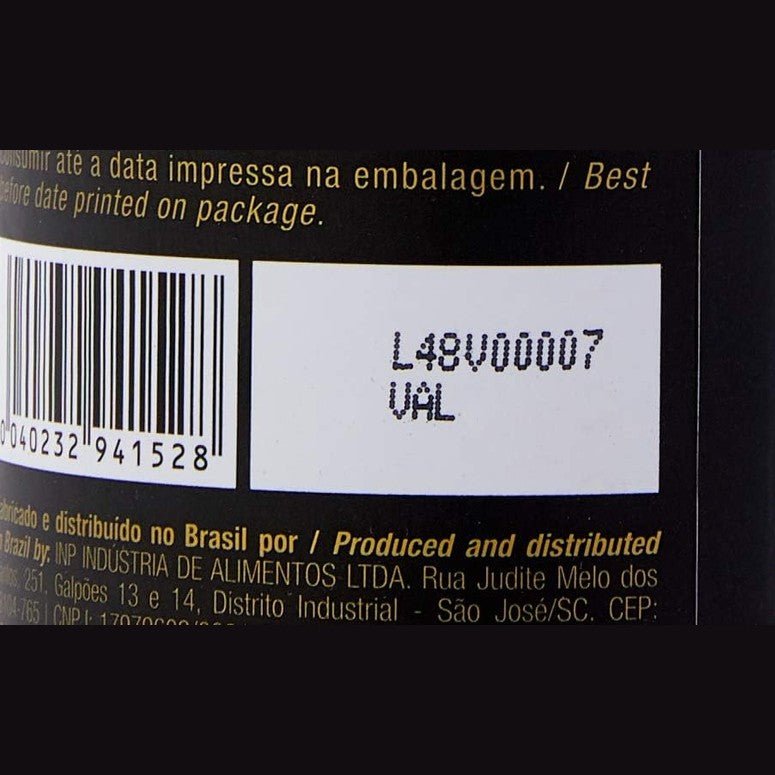 consumir até a data impressa na embalagem. / Best
before date printed on package.
L48V00007
VAL
0 040232 941528
fabricado e distribuído no Brasil por / Produced and distributed
Brazil by: INP INDÚSTRIA DE ALIMENTOS LTDA. Rua Judite Melo dos
251, Galpões 13 e 14, Distrito Industrial - São José/SC. CEP: